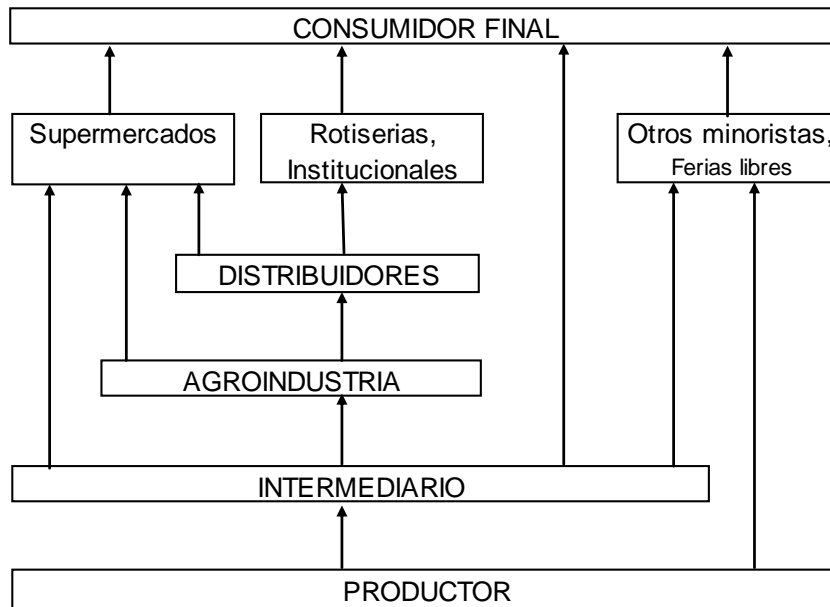 CONSUMIDOR FINAL
Supermercados
Rotiserias,
Institucionales
Otros minoristas,
Ferias libres
DISTRIBUIDORES
AGROINDUSTRIA
INTERMEDIARIO
PRODUCTOR